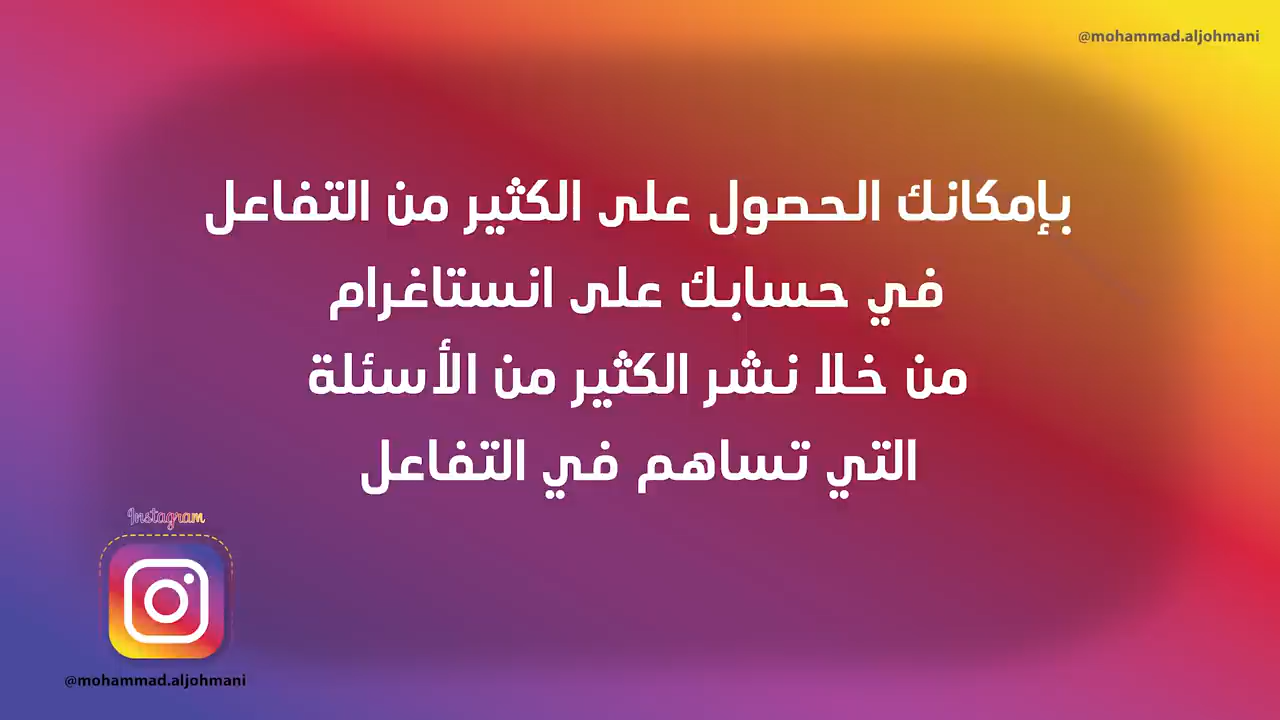 @mohammad.aljohmani
بإمكانك الحصول على الكثير من التفاعل
في حسابك على انستاغرام
من خلا نشر الكثير من الأسئلة
التي تساهم في التفاعل
Instagram
@mohammad.aljohmani